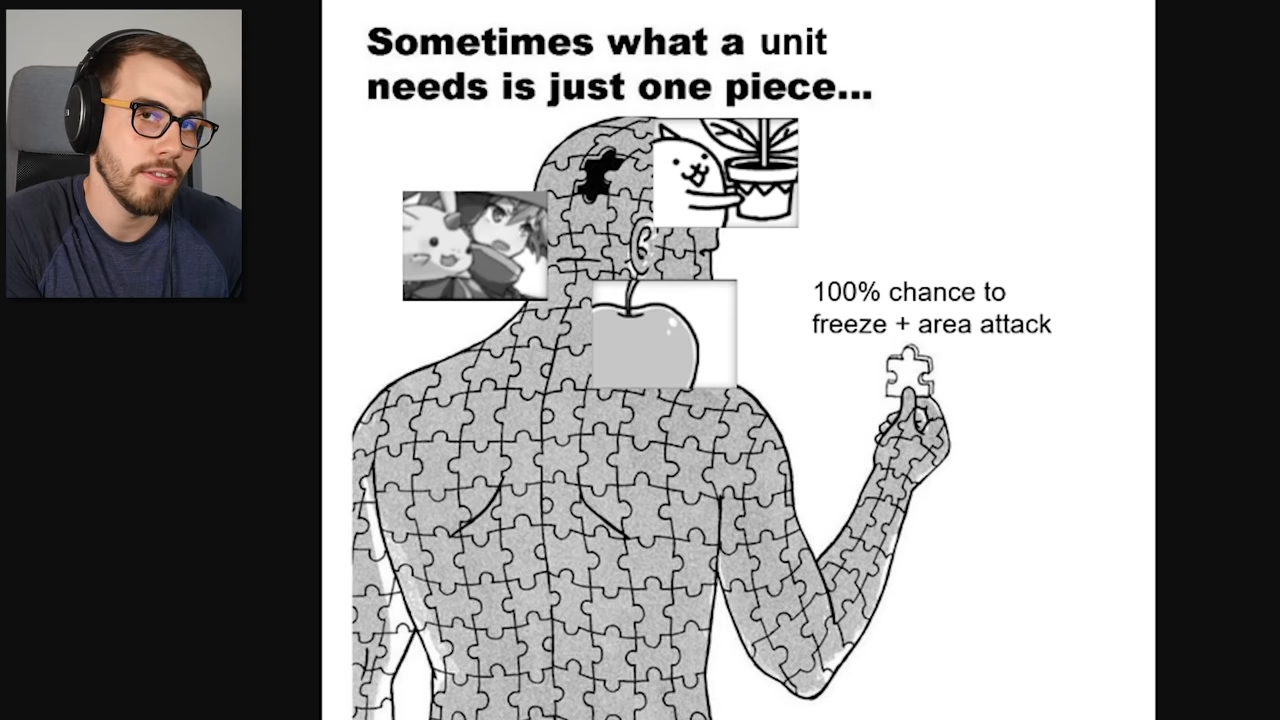 Sometimes what a unit
needs is just one piece...
100% chance to
freeze + area attack